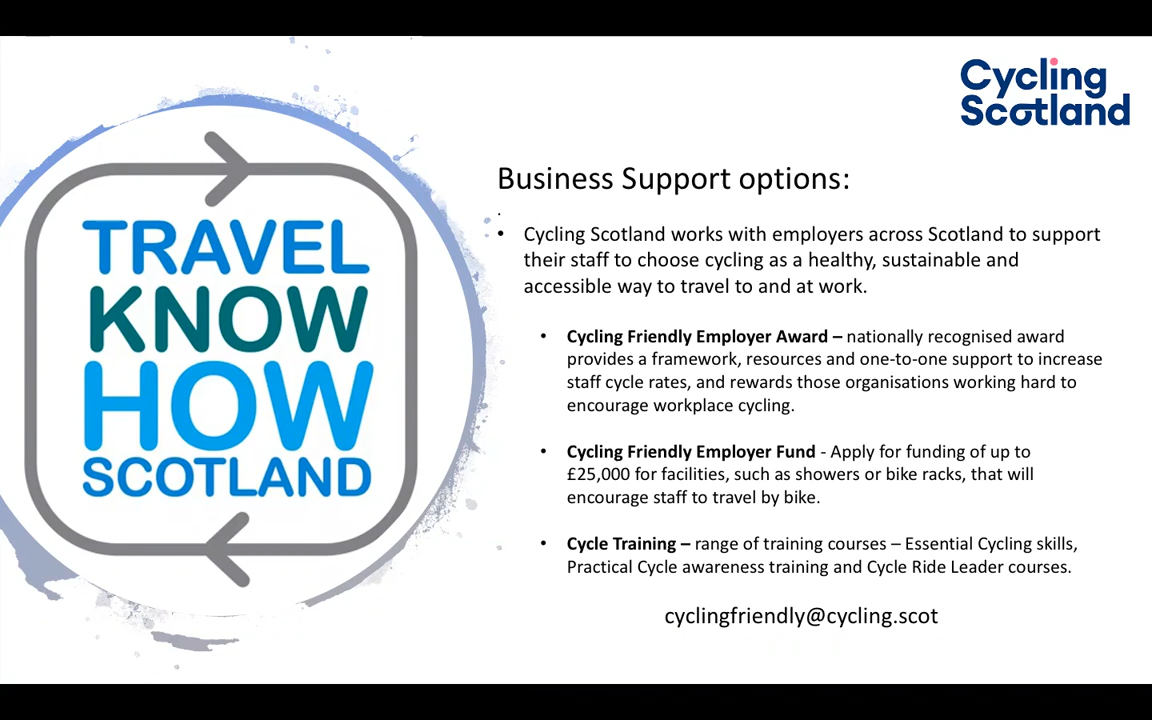 Cycling
Scotland
TRAVEL
KNOW
HOW
SCOTLAND
Business Support options:
.
• Cycling Scotland works with employers across Scotland to support
their staff to choose cycling as a healthy, sustainable and
accessible way to travel to and at work.
• Cycling Friendly Employer Award – nationally recognised award
provides a framework, resources and one-to-one support to increase
staff cycle rates, and rewards those organisations working hard to
encourage workplace cycling.
• Cycling Friendly Employer Fund - Apply for funding of up to
£25,000 for facilities, such as showers or bike racks, that will
encourage staff to travel by bike.
• Cycle Training – range of training courses – Essential Cycling skills,
Practical Cycle awareness training and Cycle Ride Leader courses.
cyclingfriendly@cycling.scot